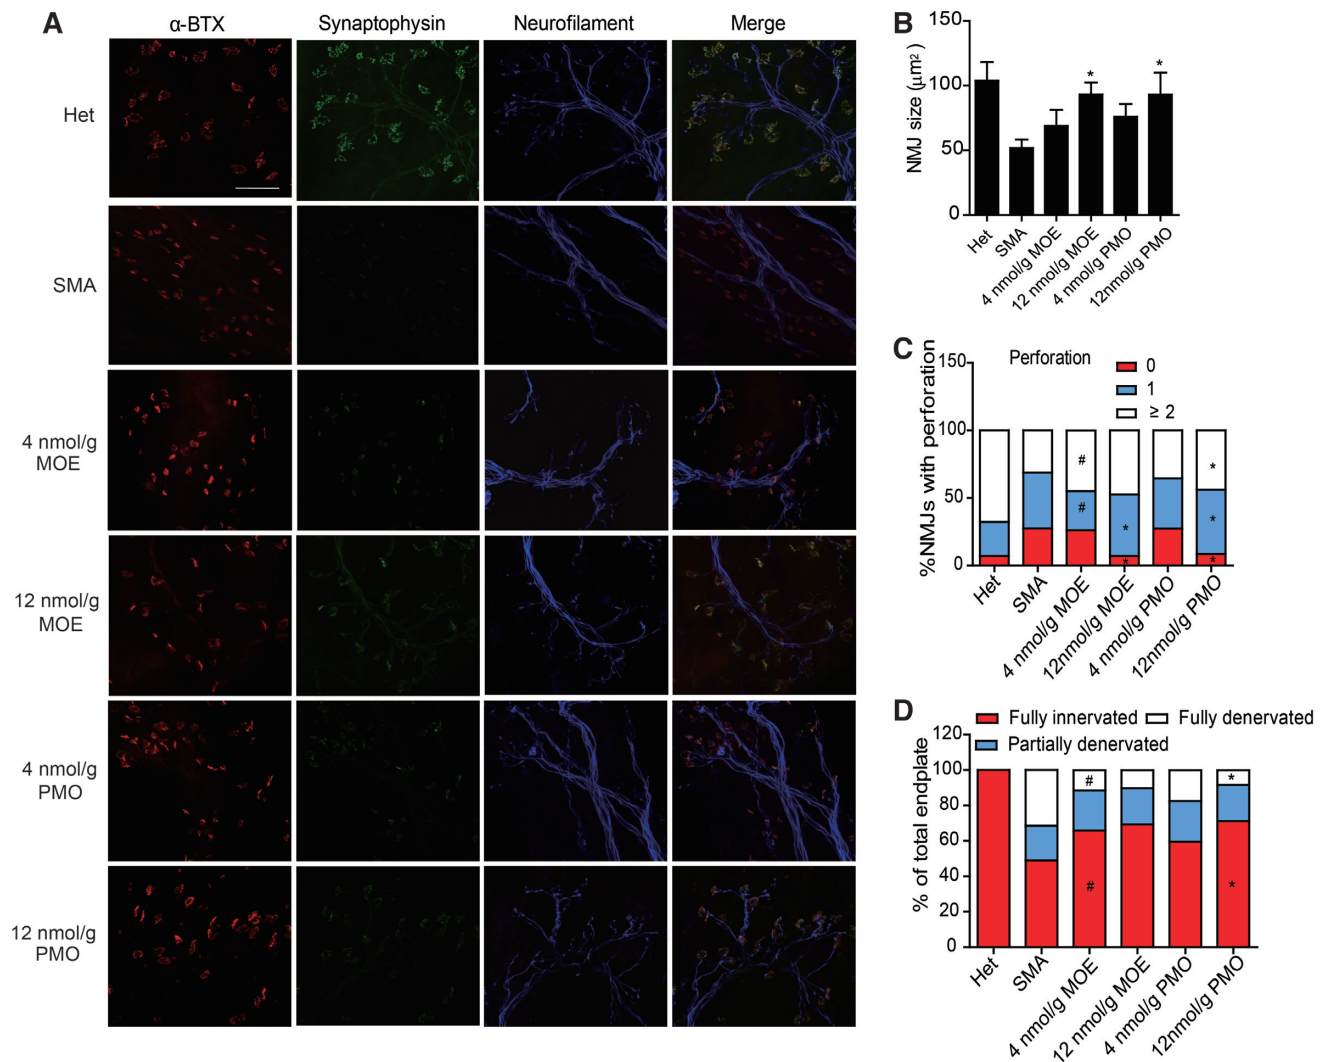 A
α-BTX Synaptophysin Neurofilament Merge
Het
SMA
4 nmol/g
MOE
12 nmol/g
MOE
4 nmol/g
PMO
12 nmol/g
PMO
B
NMJ size (μm²)
150
100
50
0
* *
Het SMA 4 nmol/g MOE 12 nmol/g MOE 4 nmol/g PMO 12nmol/g PMO
C
%NMJs with perforation
Perforation
0
1
≥ 2
150
100
50
0
# *
# * *
* *
Het SMA 4 nmol/g MOE 12nmol/g MOE 4 nmol/g PMO 12nmol/g PMO
D
Fully innervated Fully denervated
Partially denervated
% of total endplate
120
100
80
60
40
20
0
# *
# *
Het SMA 4 nmol/g MOE 12 nmol/g MOE 4 nmol/g PMO 12nmol/g PMO